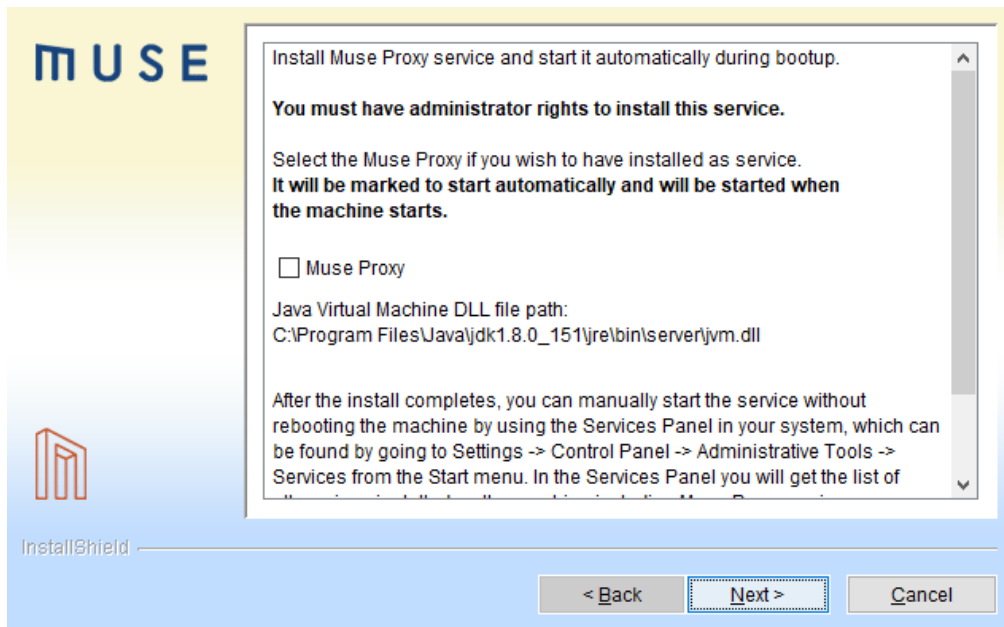 MUSE
Install Muse Proxy service and start it automatically during bootup.
You must have administrator rights to install this service.
Select the Muse Proxy if you wish to have installed as service.
It will be marked to start automatically and will be started when
the machine starts.
Muse Proxy
Java Virtual Machine DLL file path:
C:\Program Files\Java\jdk1.8.0_151\jre\bin\server\jvm.dll
After the install completes, you can manually start the service without
rebooting the machine by using the Services Panel in your system, which can
be found by going to Settings -> Control Panel -> Administrative Tools ->
Services from the Start menu. In the Services Panel you will get the list of
InstallShield
< Back
Next >
Cancel